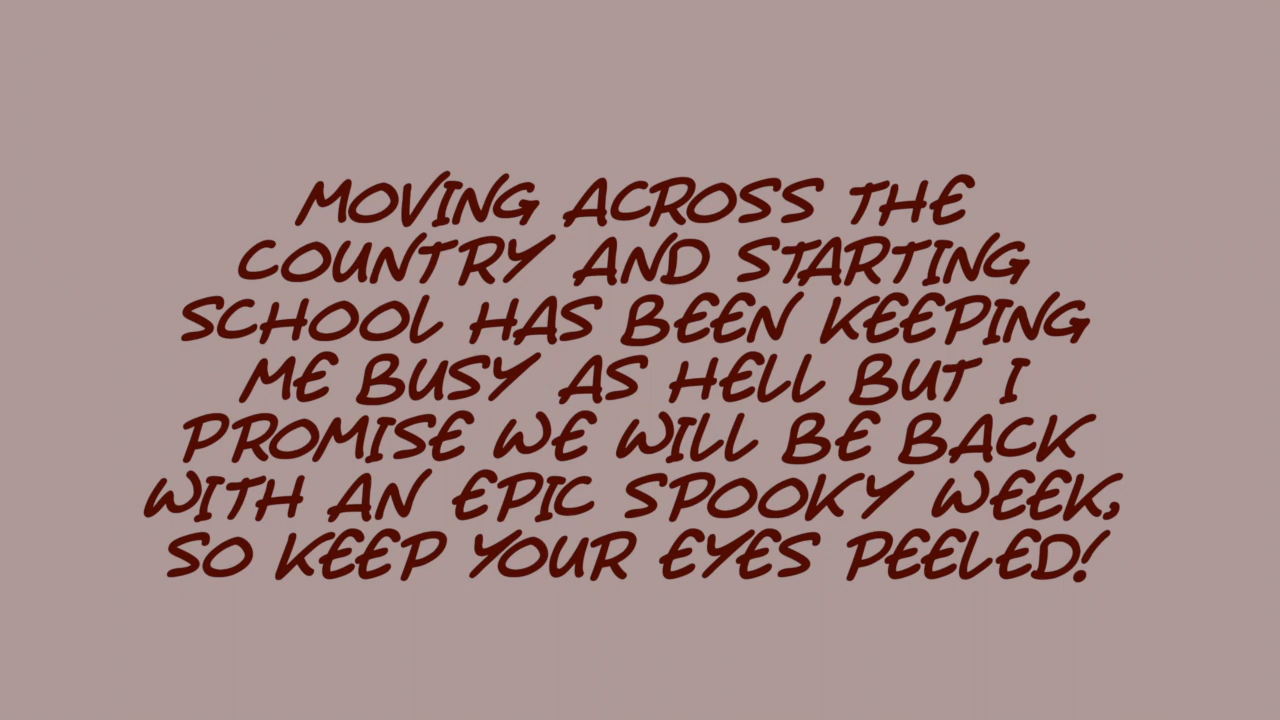 MOVING ACROSS THE
COUNTRY AND STARTING
SCHOOL HAS BEEN KEEPING
ME BUSY AS HELL BUT I
PROMISE WE WILL BE BACK
WITH AN EPIC SPOOKY WEEK,
SO KEEP YOUR EYES PEELED!